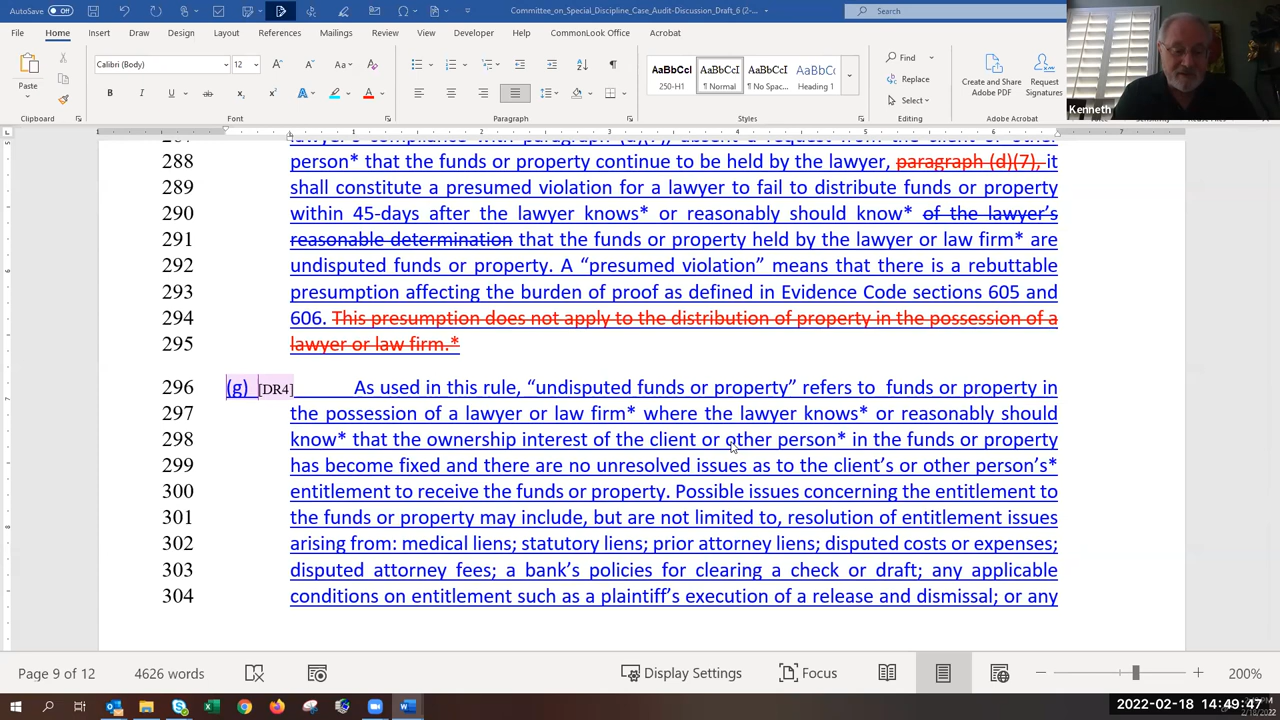 AutoSave Off
Committee_on_Special_Discipline_Case_Audit-Discussion_Draft_6 (2-...
Search
File Home Insert Draw Design Layout References Mailings Review View Developer Help CommonLook Office Acrobat
Paste
Calibri (Body) 12
AaBbCcI AaBbCcI AaBbCcI AaBbCcI
250-H1 ¶ Normal ¶ No Spac... Heading 1
Find
Replace
Select
Create and Share Adobe PDF
Request Signatures
Clipboard Font Paragraph Styles Editing Adobe Acrobat
Kenneth
288 person* that the funds or property continue to be held by the lawyer, paragraph (d)(7), it
289 shall constitute a presumed violation for a lawyer to fail to distribute funds or property
290 within 45-days after the lawyer knows* or reasonably should know* of the lawyer’s
291 reasonable determination that the funds or property held by the lawyer or law firm* are
292 undisputed funds or property. A “presumed violation” means that there is a rebuttable
293 presumption affecting the burden of proof as defined in Evidence Code sections 605 and
294 606. This presumption does not apply to the distribution of property in the possession of a
295 lawyer or law firm.*
296 (g) [DR4] As used in this rule, “undisputed funds or property” refers to funds or property in
297 the possession of a lawyer or law firm* where the lawyer knows* or reasonably should
298 know* that the ownership interest of the client or other person* in the funds or property
299 has become fixed and there are no unresolved issues as to the client’s or other person’s*
300 entitlement to receive the funds or property. Possible issues concerning the entitlement to
301 the funds or property may include, but are not limited to, resolution of entitlement issues
302 arising from: medical liens; statutory liens; prior attorney liens; disputed costs or expenses;
303 disputed attorney fees; a bank’s policies for clearing a check or draft; any applicable
304 conditions on entitlement such as a plaintiff’s execution of a release and dismissal; or any
Page 9 of 12 4626 words Display Settings Focus 200%
2022-02-18 14:49:47